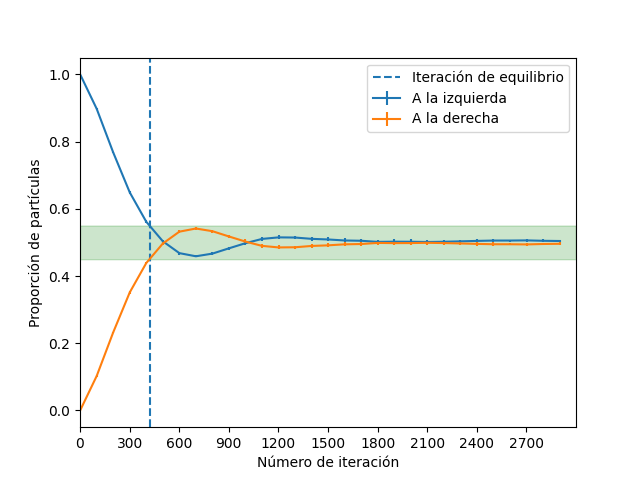 1.0
0.8
0.6
0.4
0.2
0.0
Proporción de partículas
Iteración de equilibrio
A la izquierda
A la derecha
0 300 600 900 1200 1500 1800 2100 2400 2700
Número de iteración